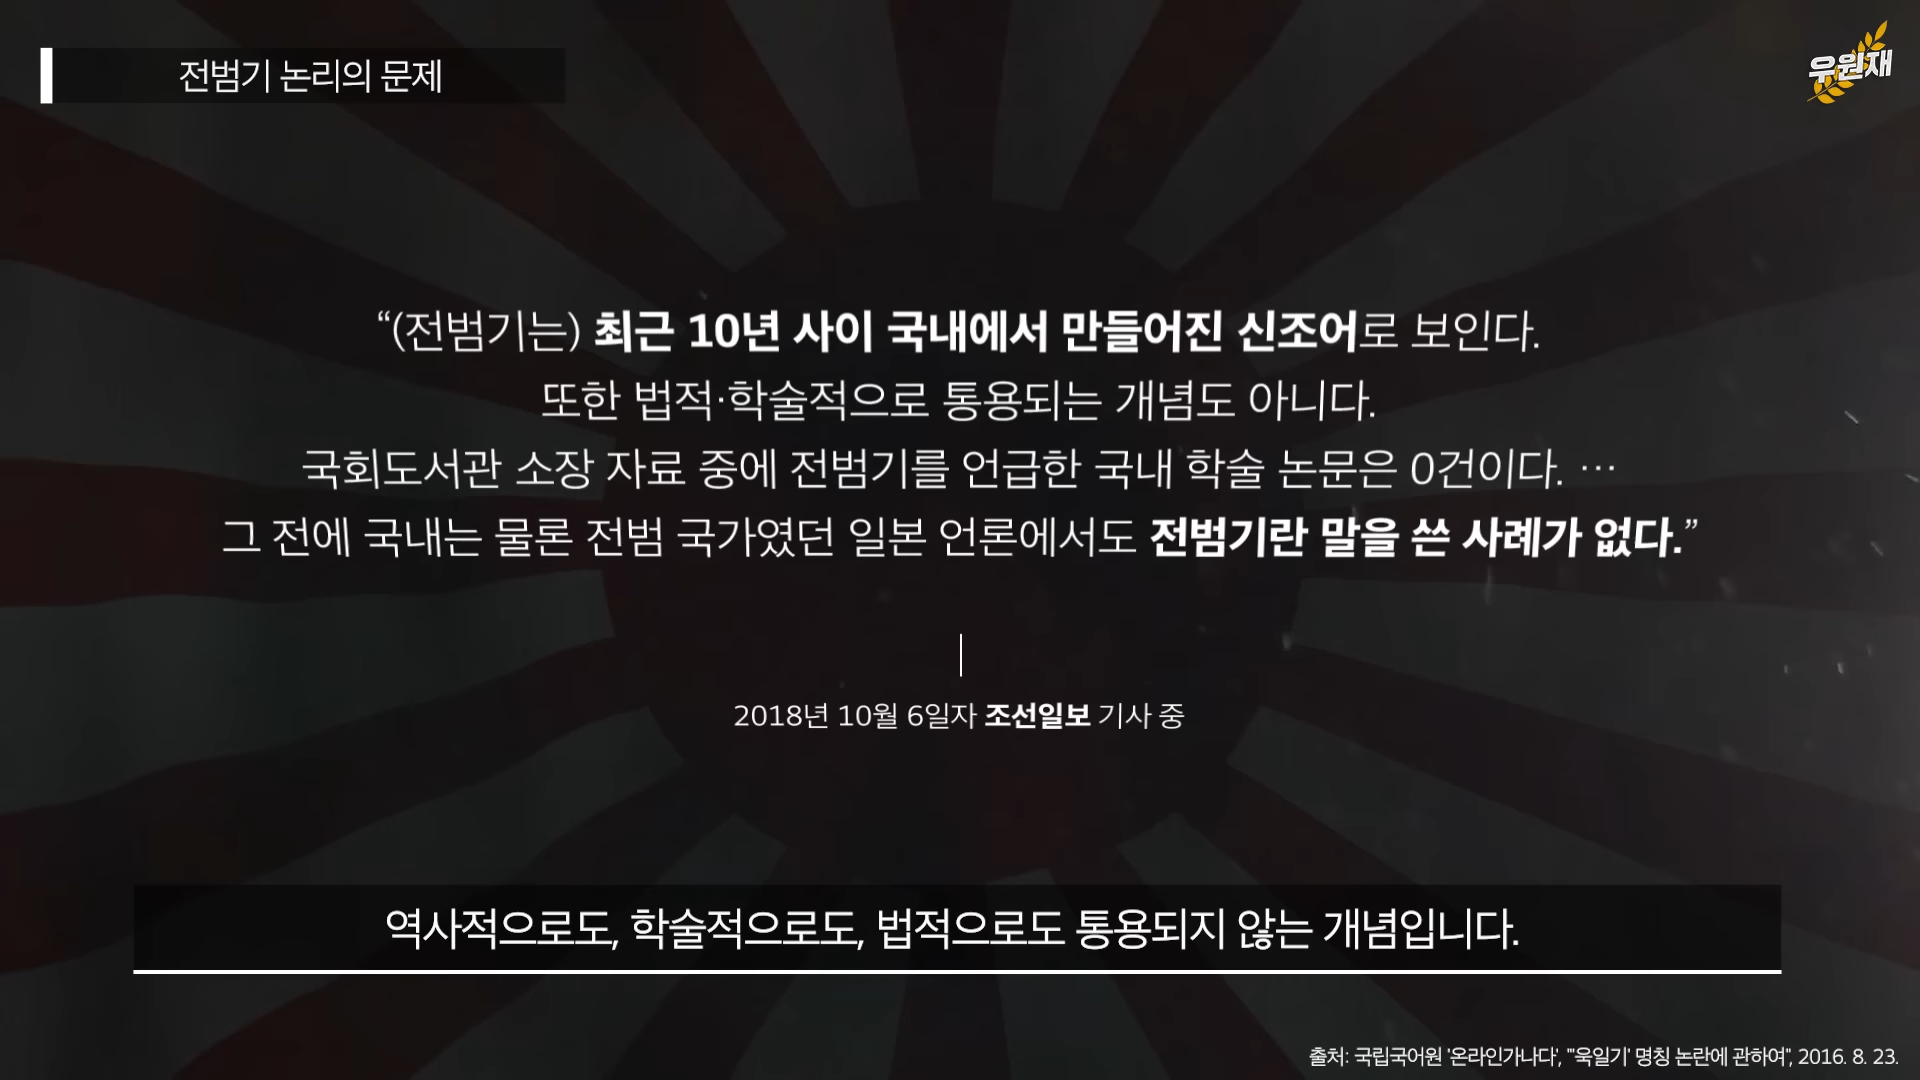 전범기 논리의 문제
우원재
“(전범기는) 최근 10년 사이 국내에서 만들어진 신조어로 보인다.
또한 법적·학술적으로 통용되는 개념도 아니다.
국회도서관 소장 자료 중에 전범기를 언급한 국내 학술 논문은 0건이다. …
그 전에 국내는 물론 전범 국가였던 일본 언론에서도 전범기란 말을 쓴 사례가 없다.”
2018년 10월 6일자 조선일보 기사 중
역사적으로도, 학술적으로도, 법적으로도 통용되지 않는 개념입니다.
출처: 국립국어원 '온라인가나다', "'욱일기' 명칭 논란에 관하여", 2016. 8. 23.